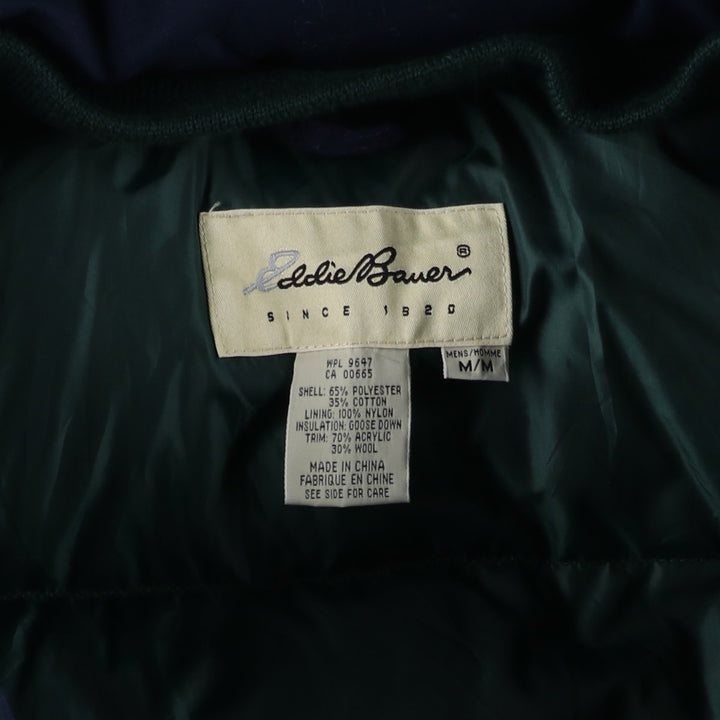 Eddie Bauer®
SINCE 1920
MENS/HOMME
M/M
WPL 9647
CA 00665
SHELL: 65% POLYESTER
35% COTTON
LINING: 100% NYLON
INSULATION: GOOSE DOWN
TRIM: 70% ACRYLIC
30% WOOL
MADE IN CHINA
FABRIQUE EN CHINE
SEE SIDE FOR CARE